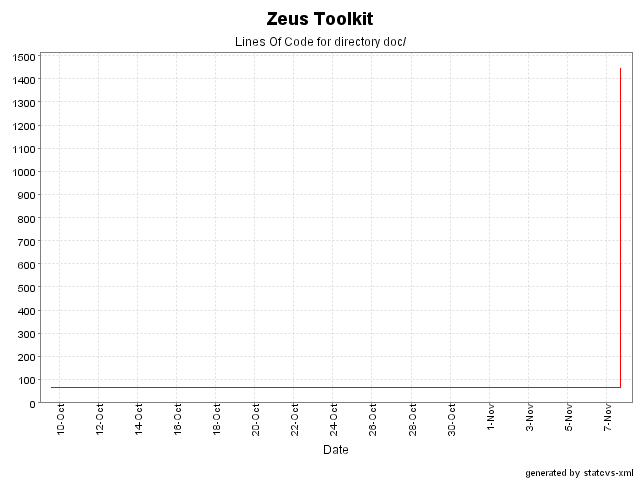 Zeus Toolkit
Lines Of Code for directory doc/
1500
1400
1300
1200
1100
1000
900
800
700
600
500
400
300
200
100
0
10-Oct
12-Oct
14-Oct
16-Oct
18-Oct
20-Oct
22-Oct
24-Oct
26-Oct
28-Oct
30-Oct
1-Nov
3-Nov
5-Nov
7-Nov
Date
generated by statcvs-xml